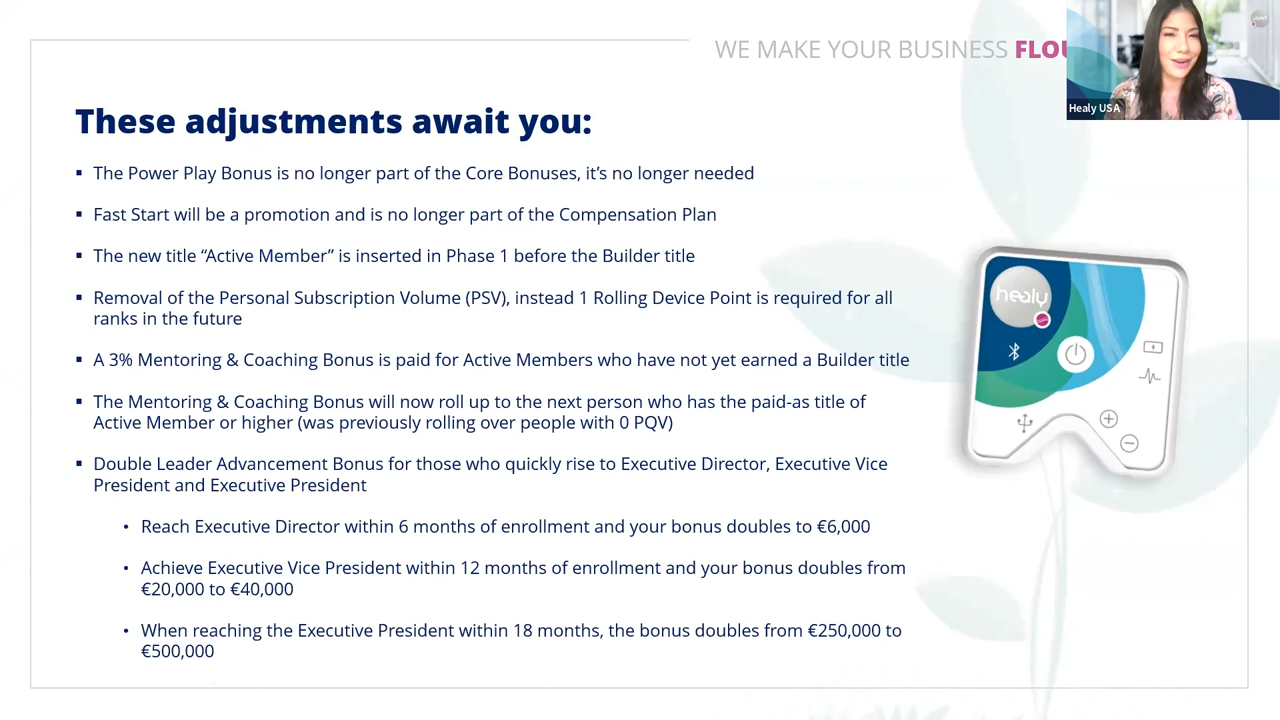 WE MAKE YOUR BUSINESS FLOU
Healy USA
These adjustments await you:
▪ The Power Play Bonus is no longer part of the Core Bonuses, it’s no longer needed
▪ Fast Start will be a promotion and is no longer part of the Compensation Plan
▪ The new title “Active Member” is inserted in Phase 1 before the Builder title
▪ Removal of the Personal Subscription Volume (PSV), instead 1 Rolling Device Point is required for all
ranks in the future
▪ A 3% Mentoring & Coaching Bonus is paid for Active Members who have not yet earned a Builder title
▪ The Mentoring & Coaching Bonus will now roll up to the next person who has the paid-as title of
Active Member or higher (was previously rolling over people with 0 PQV)
▪ Double Leader Advancement Bonus for those who quickly rise to Executive Director, Executive Vice
President and Executive President
• Reach Executive Director within 6 months of enrollment and your bonus doubles to €6,000
• Achieve Executive Vice President within 12 months of enrollment and your bonus doubles from
€20,000 to €40,000
• When reaching the Executive President within 18 months, the bonus doubles from €250,000 to
€500,000
healy